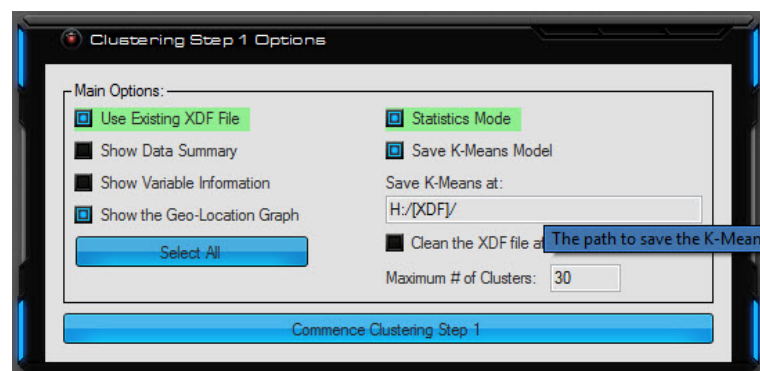 Clustering Step 1 Options
Main Options:
Use Existing XDF File
Statistics Mode
Show Data Summary
Save K-Means Model
Show Variable Information
Save K-Means at:
H:/[XDF]/
Show the Geo-Location Graph
Select All
Clean the XDF file
The path to save the
Maximum # of Clusters: 30
Commence Clustering Step 1